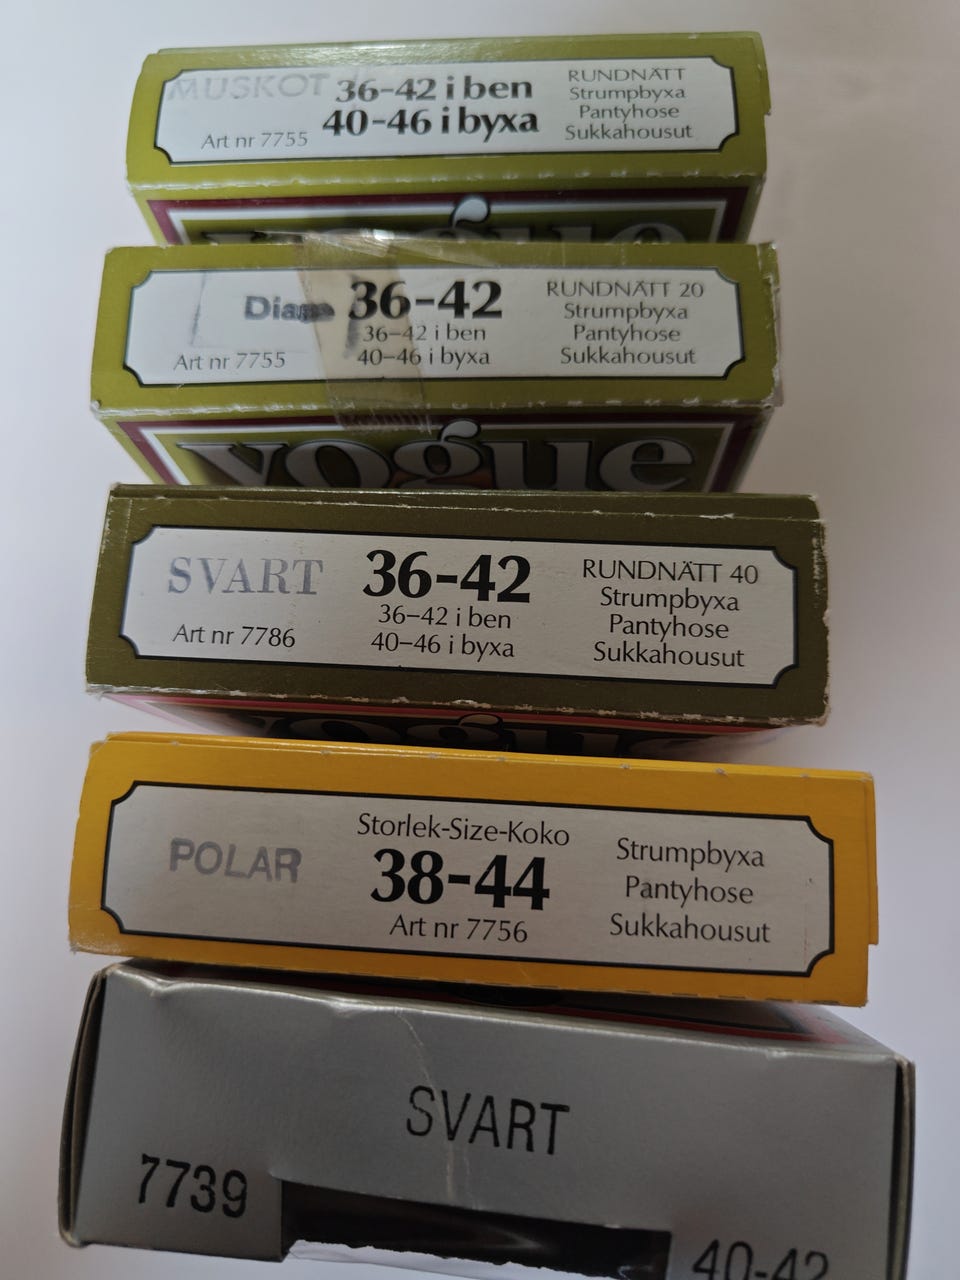 MUSKOT
36-42 i ben
40-46 i byxa
Art nr 7755
RUNDNÄTT
Strumpbyxa
Pantyhose
Sukkahousut
vogue
36-42
36-42 i ben
40-46 i byxa
Art nr 7755
RUNDNÄTT 20
Strumpbyxa
Pantyhose
Sukkahousut
vogue
SVART
Art nr 7786
36-42
36-42 i ben
40-46 i byxa
RUNDNÄTT 40
Strumpbyxa
Pantyhose
Sukkahousut
vogue
POLAR
Storlek-Size-Koko
38-44
Art nr 7756
Strumpbyxa
Pantyhose
Sukkahousut
SVART
7739
40-42